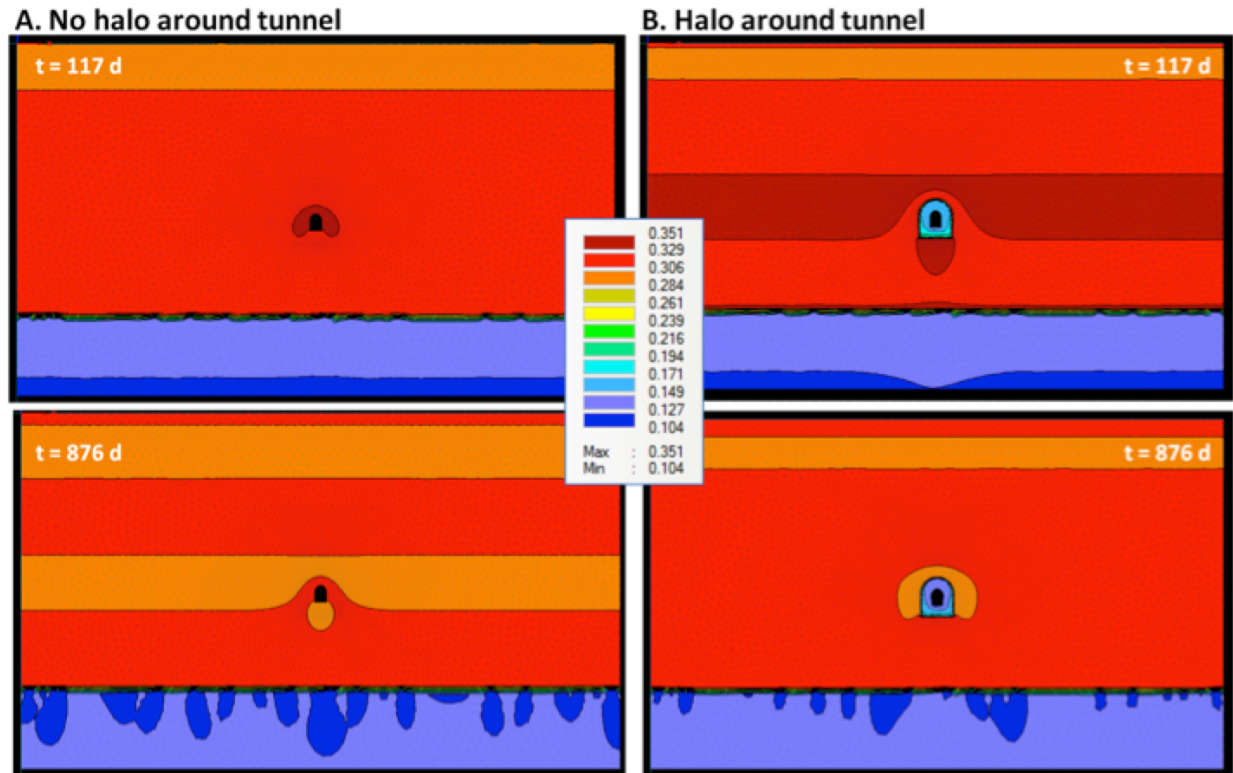 A. No halo around tunnel
B. Halo around tunnel
t = 117 d
t = 117 d
0.351
0.329
0.306
0.284
0.261
0.239
0.216
0.194
0.171
0.149
0.127
0.104
Max : 0.351
Min : 0.104
t = 876 d
t = 876 d